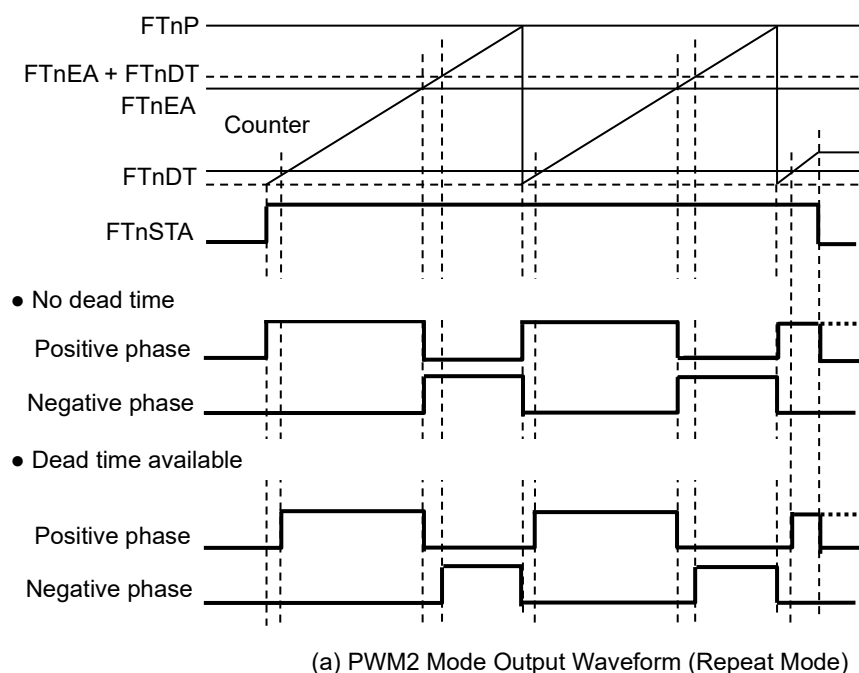 FTnP
FTnEA + FTnDT
FTnEA
Counter
FTnDT
FTnSTA
● No dead time
Positive phase
Negative phase
● Dead time available
Positive phase
Negative phase
(a) PWM2 Mode Output Waveform (Repeat Mode)